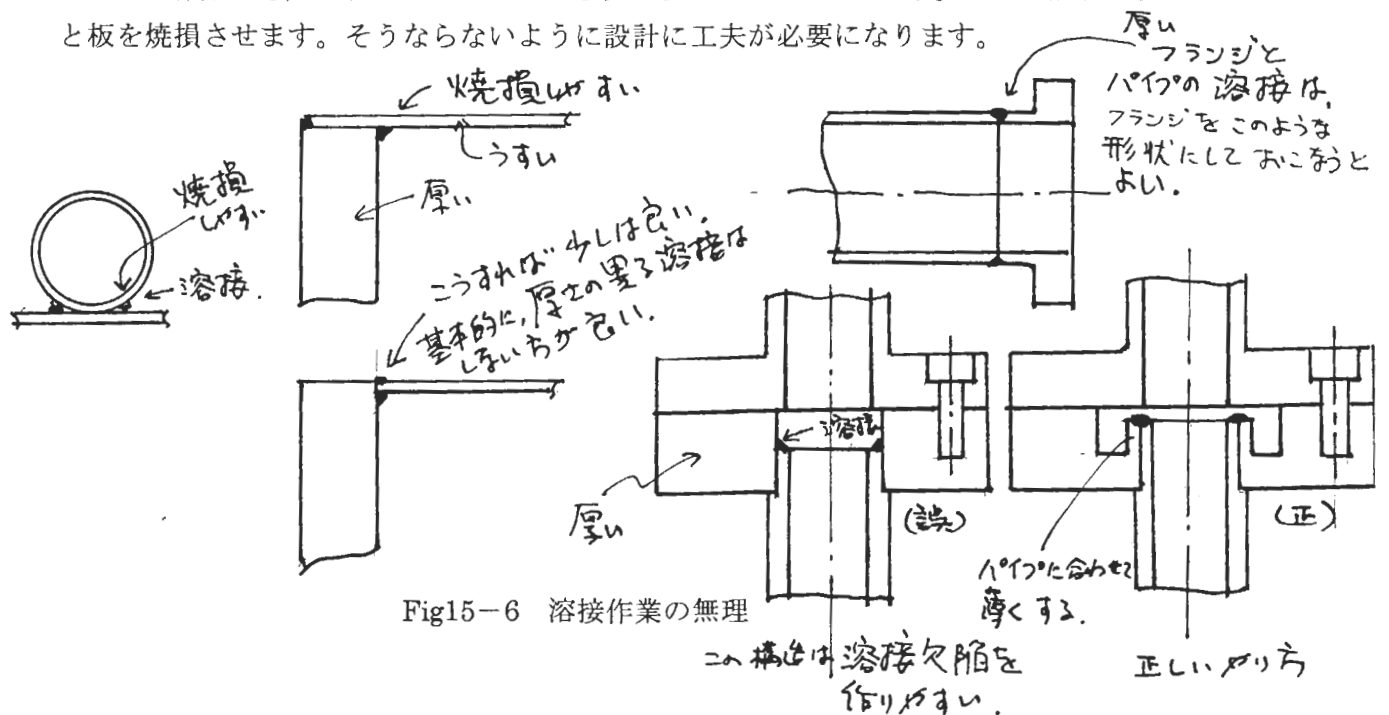 と板を焼損させます。そうならないように設計に工夫が必要になります。
焼損しやすい
うすい
厚い
焼損
しやすい
溶接.
こうすれば 少しは良い.
基本的に, 厚さの異る溶接は
しない方が良い.
厚い
フランジと
パイプの溶接は,
フランジをこのような
形状にしておこなうと
よい.
溶接
厚い
(誤)
この構造は溶接欠陥を
作りやすい.
(正)
パイプに合わせて
薄くする.
正しいやり方
Fig15-6 溶接作業の無理